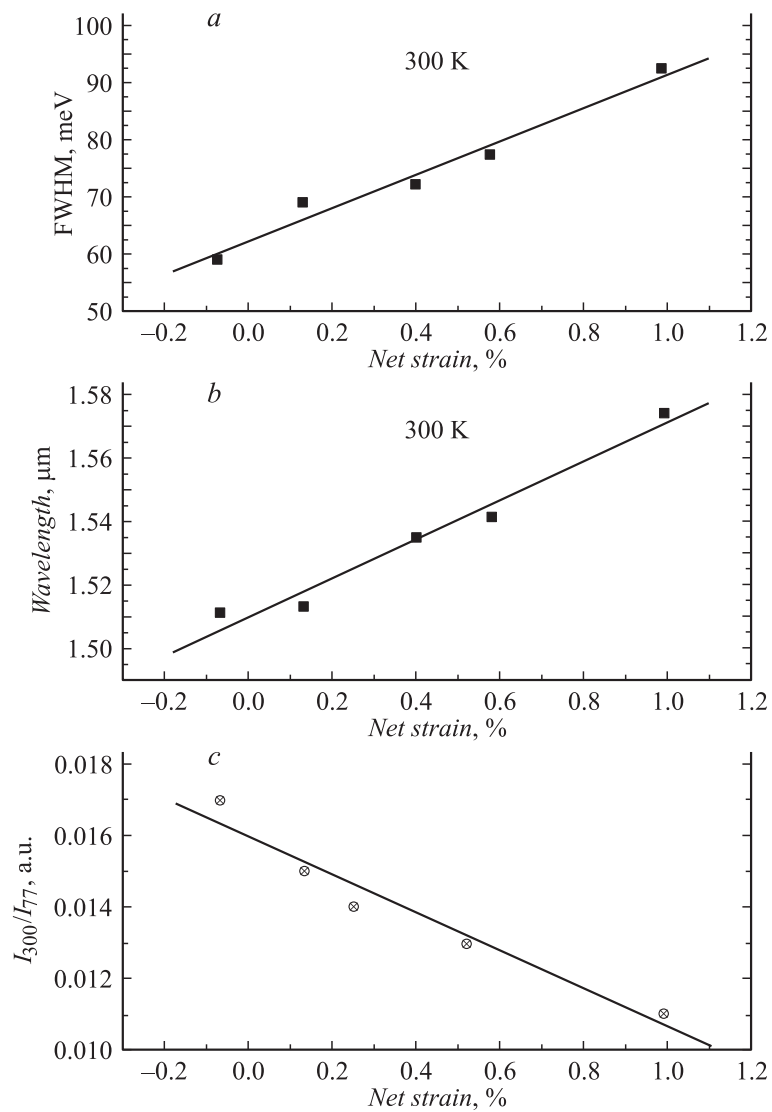 a
300 K
FWHM, meV
100
90
80
70
60
50
–0.2 0.0 0.2 0.4 0.6 0.8 1.0 1.2
Net strain, %
b
300 K
Wavelength, μm
1.58
1.56
1.54
1.52
1.50
–0.2 0.0 0.2 0.4 0.6 0.8 1.0 1.2
Net strain, %
c
I300/I77, a.u.
0.018
0.016
0.014
0.012
0.010
–0.2 0.0 0.2 0.4 0.6 0.8 1.0 1.2
Net strain, %